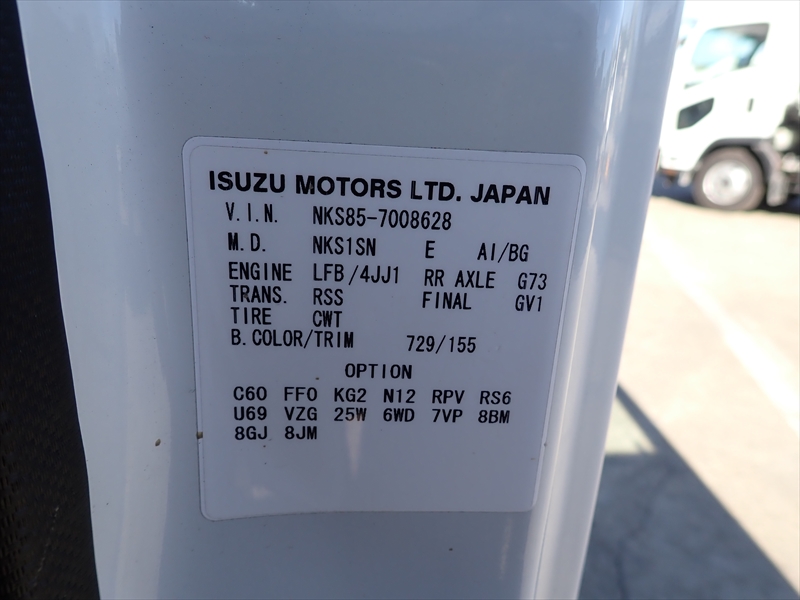 ISUZU MOTORS LTD. JAPAN
V.I.N. NKS85-7008628
M.D. NKS1SN E AI/BG
ENGINE LFB/4JJ1 RR AXLE G73
TRANS. RSS FINAL GV1
TIRE CWT
B.COLOR/TRIM 729/155
OPTION
C60 FF0 KG2 N12 RPV RS6
U69 VZG 25W 6WD 7VP 8BM
8GJ 8JM